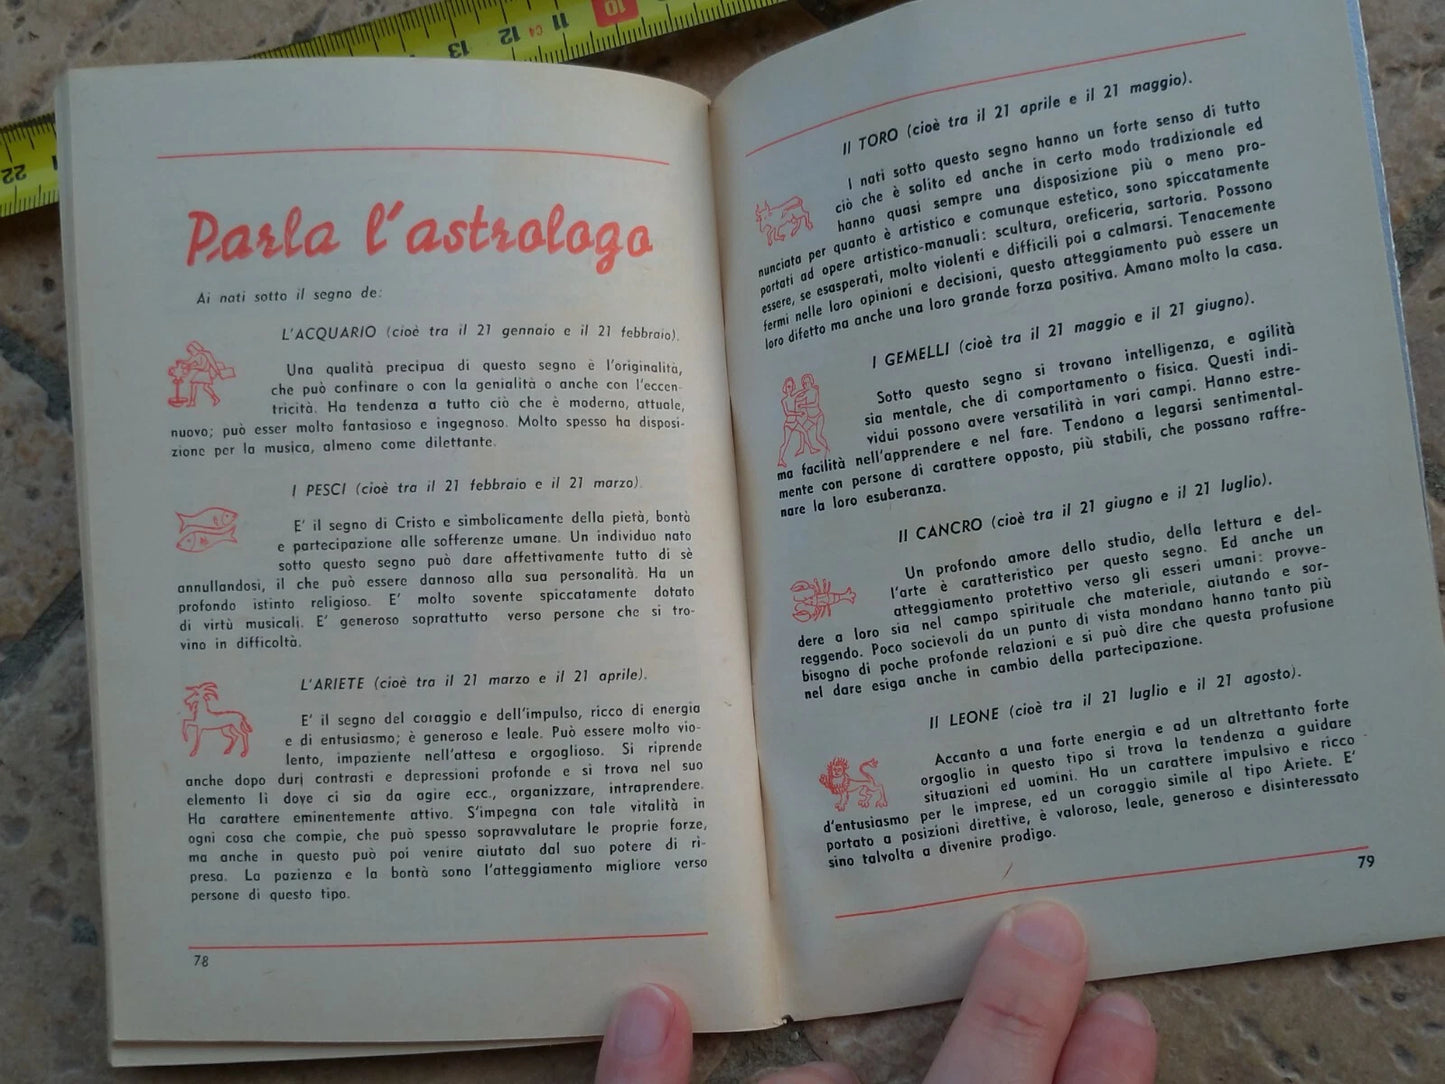 Parla l'astrologo
Ai nati sotto il segno de:
L'ACQUARIO (cioè tra il 21 gennaio e il 21 febbraio).
Una qualità precipua di questo segno è l'originalità,
che può confinare o con la genialità o anche con l'eccen-
tricità. Ha tendenza a tutto ciò che è moderno, attuale,
nuovo; può esser molto fantasioso e ingegnoso. Molto spesso ha disposi-
zione per la musica, almeno come dilettante.
I PESCI (cioè tra il 21 febbraio e il 21 marzo).
E' il segno di Cristo e simbolicamente della pietà, bontà
e partecipazione alle sofferenze umane. Un individuo nato
sotto questo segno può dare affettivamente tutto di sè
annullandosi, il che può essere dannoso alla sua personalità. Ha un
profondo istinto religioso. E' molto sovente spiccatamente dotato
di virtù musicali. E' generoso soprattutto verso persone che si tro-
vino in difficoltà.
L'ARIETE (cioè tra il 21 marzo e il 21 aprile).
E' il segno del coraggio e dell'impulso, ricco di energia
e di entusiasmo; è generoso e leale. Può essere molto vio-
lento, impaziente nell'attesa e orgoglioso. Si riprende
anche dopo duri contrasti e depressioni profonde e si trova nel suo
elemento lì dove ci sia da agire ecc., organizzare, intraprendere.
Ha carattere eminentemente attivo. S'impegna con tale vitalità in
ogni cosa che compie, che può spesso sopravvalutare le proprie forze,
ma anche in questo può poi venire aiutato dal suo potere di ri-
presa. La pazienza e la bontà sono l'atteggiamento migliore verso
persone di questo tipo.
78
Il TORO (cioè tra il 21 aprile e il 21 maggio).
I nati sotto questo segno hanno un forte senso di tutto
ciò che è solito ed anche in certo modo tradizionale ed
hanno quasi sempre una disposizione più o meno pro-
nunciata per quanto è artistico e comunque estetico, sono spiccatamente
portati ad opere artistico-manuali: scultura, oreficeria, sartoria. Possono
essere, se esasperati, molto violenti e difficili poi a calmarsi. Tenacemente
fermi nelle loro opinioni e decisioni, questo atteggiamento può essere un
loro difetto ma anche una loro grande forza positiva. Amano molto la casa.
I GEMELLI (cioè tra il 21 maggio e il 21 giugno).
Sotto questo segno si trovano intelligenza, e agilità
sia mentale, che di comportamento o fisica. Questi indi-
vidui possono avere versatilità in vari campi. Hanno estre-
ma facilità nell'apprendere e nel fare. Tendono a legarsi sentimental-
mente con persone di carattere opposto, più stabili, che possano raffre-
nare la loro esuberanza.
Il CANCRO (cioè tra il 21 giugno e il 21 luglio).
Un profondo amore dello studio, della lettura e del-
l'arte è caratteristico per questo segno. Ed anche un
atteggiamento protettivo verso gli esseri umani: provve-
dere a loro sia nel campo spirituale che materiale, aiutando e sor-
reggendo. Poco socievoli da un punto di vista mondano hanno tanto più
bisogno di poche profonde relazioni e si può dire che questa profusione
nel dare esiga anche in cambio della partecipazione.
Il LEONE (cioè tra il 21 luglio e il 21 agosto).
Accanto a una forte energia e ad un altrettanto forte
orgoglio in questo tipo si trova la tendenza a guidare
situazioni ed uomini. Ha un carattere impulsivo e ricco
d'entusiasmo per le imprese, ed un coraggio simile al tipo Ariete. E'
portato a posizioni direttive, è valoroso, leale, generoso e disinteressato
sino talvolta a divenire prodigo.
79
22
13
12
C4
11
10